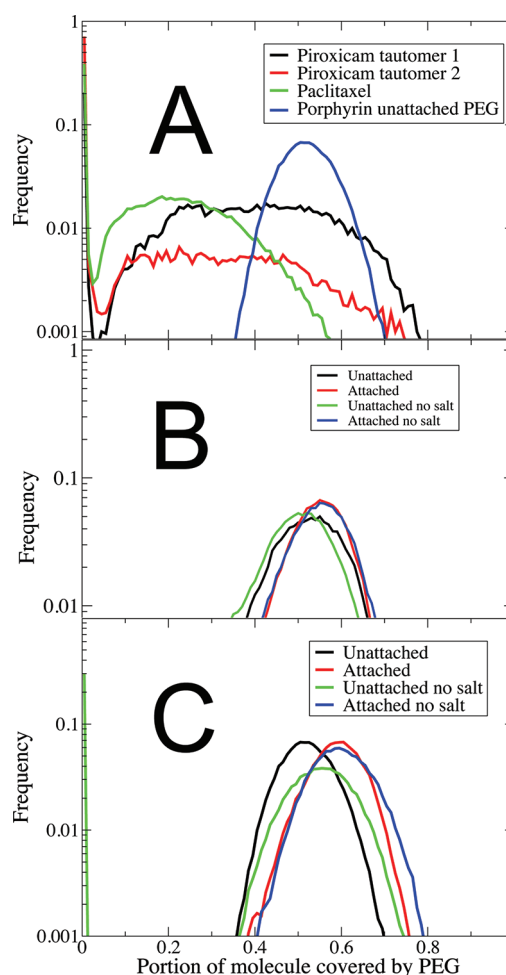 1
Piroxicam tautomer 1
Piroxicam tautomer 2
Paclitaxel
Porphyrin unattached PEG
A
0.1
Frequency
0.01
0.001
1
Unattached
Attached
Unattached no salt
Attached no salt
B
0.1
Frequency
0.01
1
Unattached
Attached
Unattached no salt
Attached no salt
C
0.1
Frequency
0.01
0.001
0 0.2 0.4 0.6 0.8
Portion of molecule covered by PEG